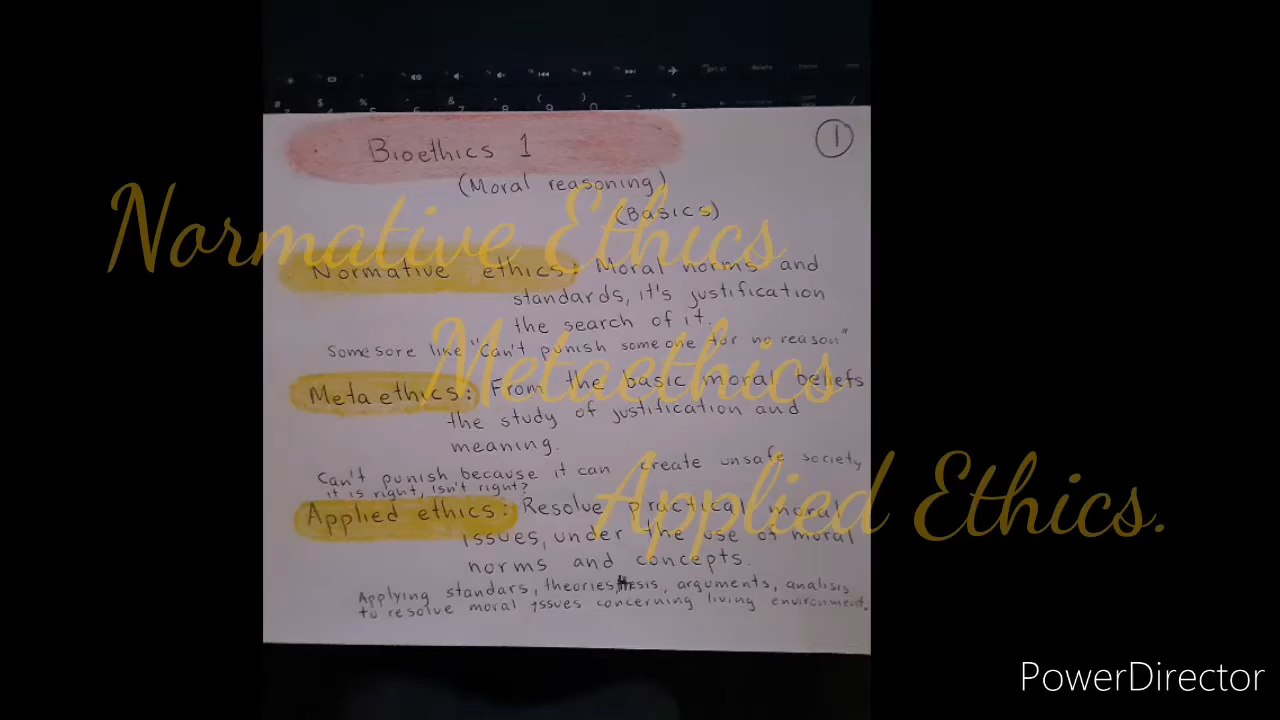 Bioethics 1
1
(Moral reasoning)
(Basics)
Normative Ethics
Normative ethics: Moral norms and
standards, it's justification
the search of it.
Somesore like "Can't punish someone for no reason"
Metaethics
Metaethics: From the basic moral beliefs
the study of justification and
meaning.
Can't punish because it can create unsafe society
it is right, isn't right?
Applied Ethics.
Applied ethics: Resolve practical moral
issues, under the use of moral
norms and concepts.
Applying standars, theories, thesis, arguments, analisis
to resolve moral issues concerning living environment.
PowerDirector